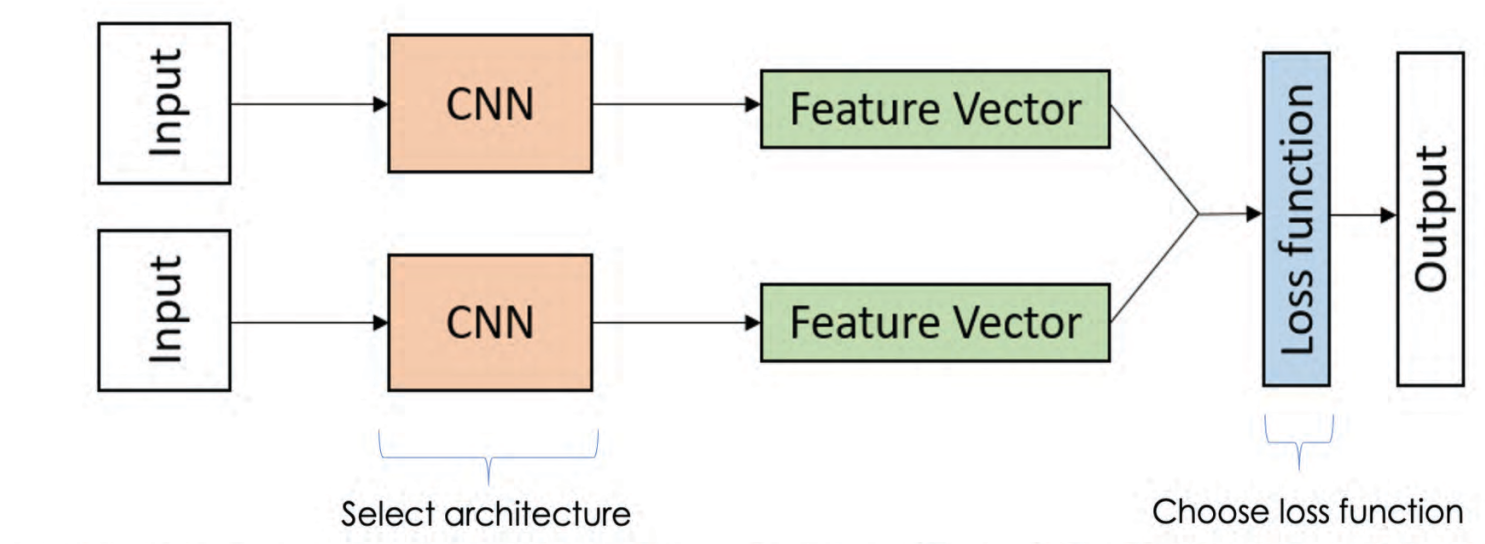 Input
CNN
Feature Vector
Input
CNN
Feature Vector
Loss function
Output
Select architecture
Choose loss function